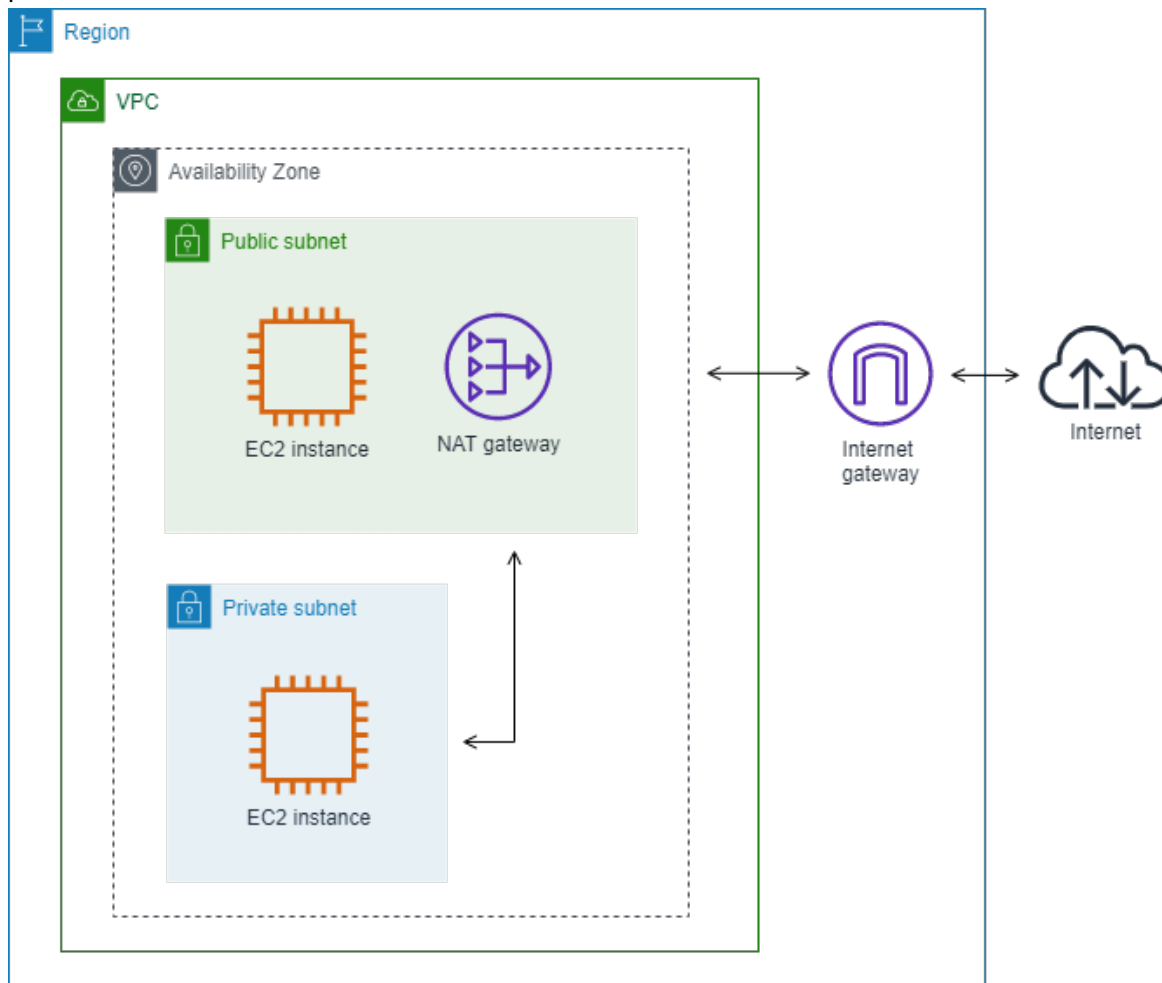 Region
VPC
Availability Zone
Public subnet
EC2 instance
NAT gateway
Internet
gateway
Internet
Private subnet
EC2 instance